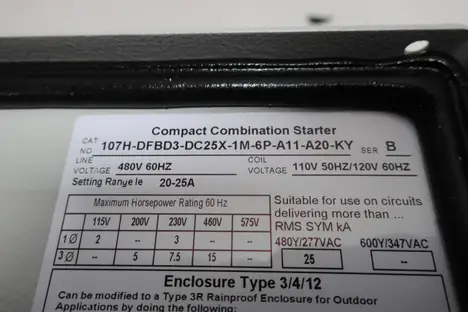 Compact Combination Starter
CAT NO 107H-DFBD3-DC25X-1M-6P-A11-A20-KY SER B
LINE VOLTAGE 480V 60HZ COIL VOLTAGE 110V 50HZ/120V 60HZ
Setting Range Ie 20-25A
Maximum Horsepower Rating 60 Hz
115V 200V 230V 460V 575V
1Ø 2 3
3Ø 5 7.5 15 --
Suitable for use on circuits
delivering more than ...
RMS SYM kA
480Y/277VAC 600Y/347VAC
25 --
Enclosure Type 3/4/12
Can be modified to a Type 3R Rainproof Enclosure for Outdoor
Applications by doing the following: